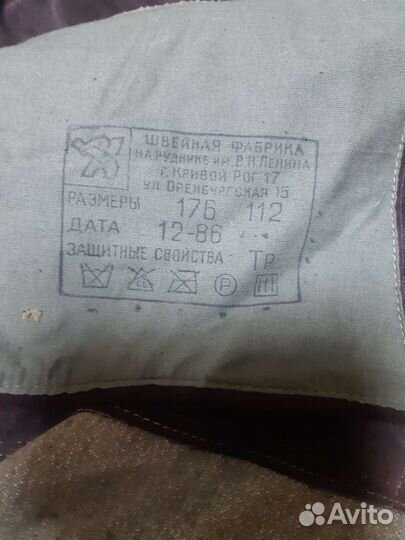 ШВЕЙНАЯ ФАБРИКА
НА РУДНИКЕ ИМ. В.И. ЛЕНИНА
Г. КРИВОЙ РОГ 17
УЛ. ОРЕНБУРГСКАЯ 15
РАЗМЕРЫ 176 112
ДАТА 12-86
ЗАЩИТНЫЕ СВОЙСТВА Тр
Р
Avito